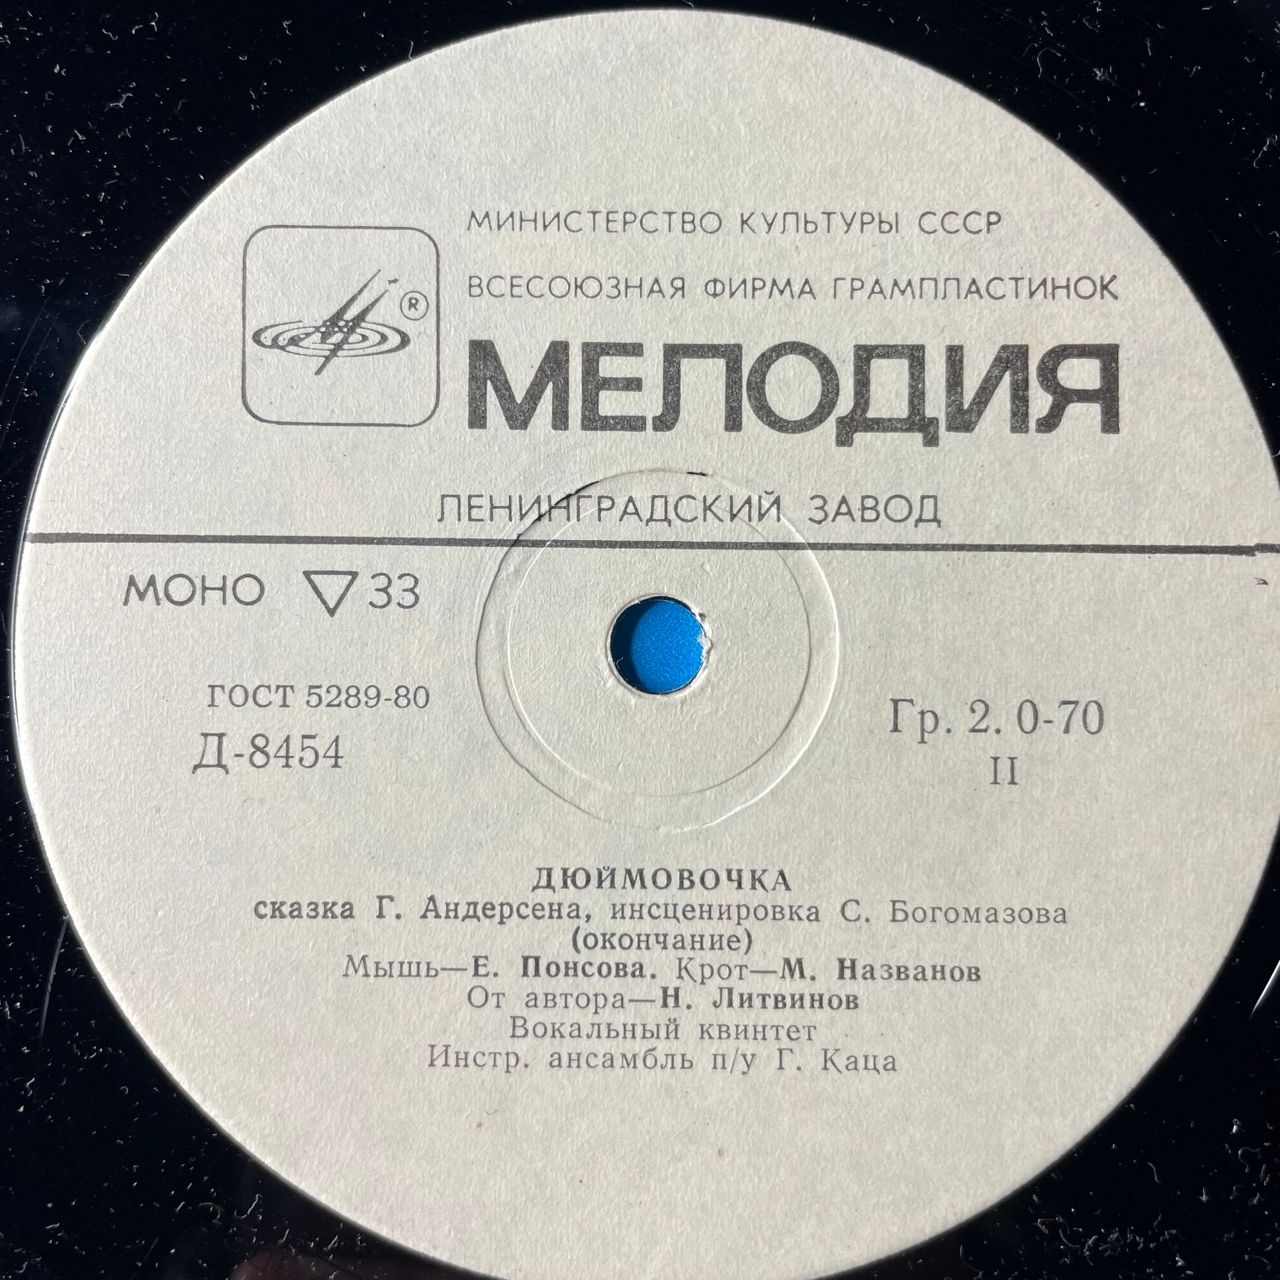 МИНИСТЕРСТВО КУЛЬТУРЫ СССР
ВСЕСОЮЗНАЯ ФИРМА ГРАМПЛАСТИНОК
®
МЕЛОДИЯ
ЛЕНИНГРАДСКИЙ ЗАВОД
МОНО ▽ 33
ГОСТ 5289-80
Д-8454
Гр. 2. 0-70
II
ДЮЙМОВОЧКА
сказка Г. Андерсена, инсценировка С. Богомазова
(окончание)
Мышь—Е. Понсова. Крот—М. Названов
От автора—Н. Литвинов
Вокальный квинтет
Инстр. ансамбль п/у Г. Каца